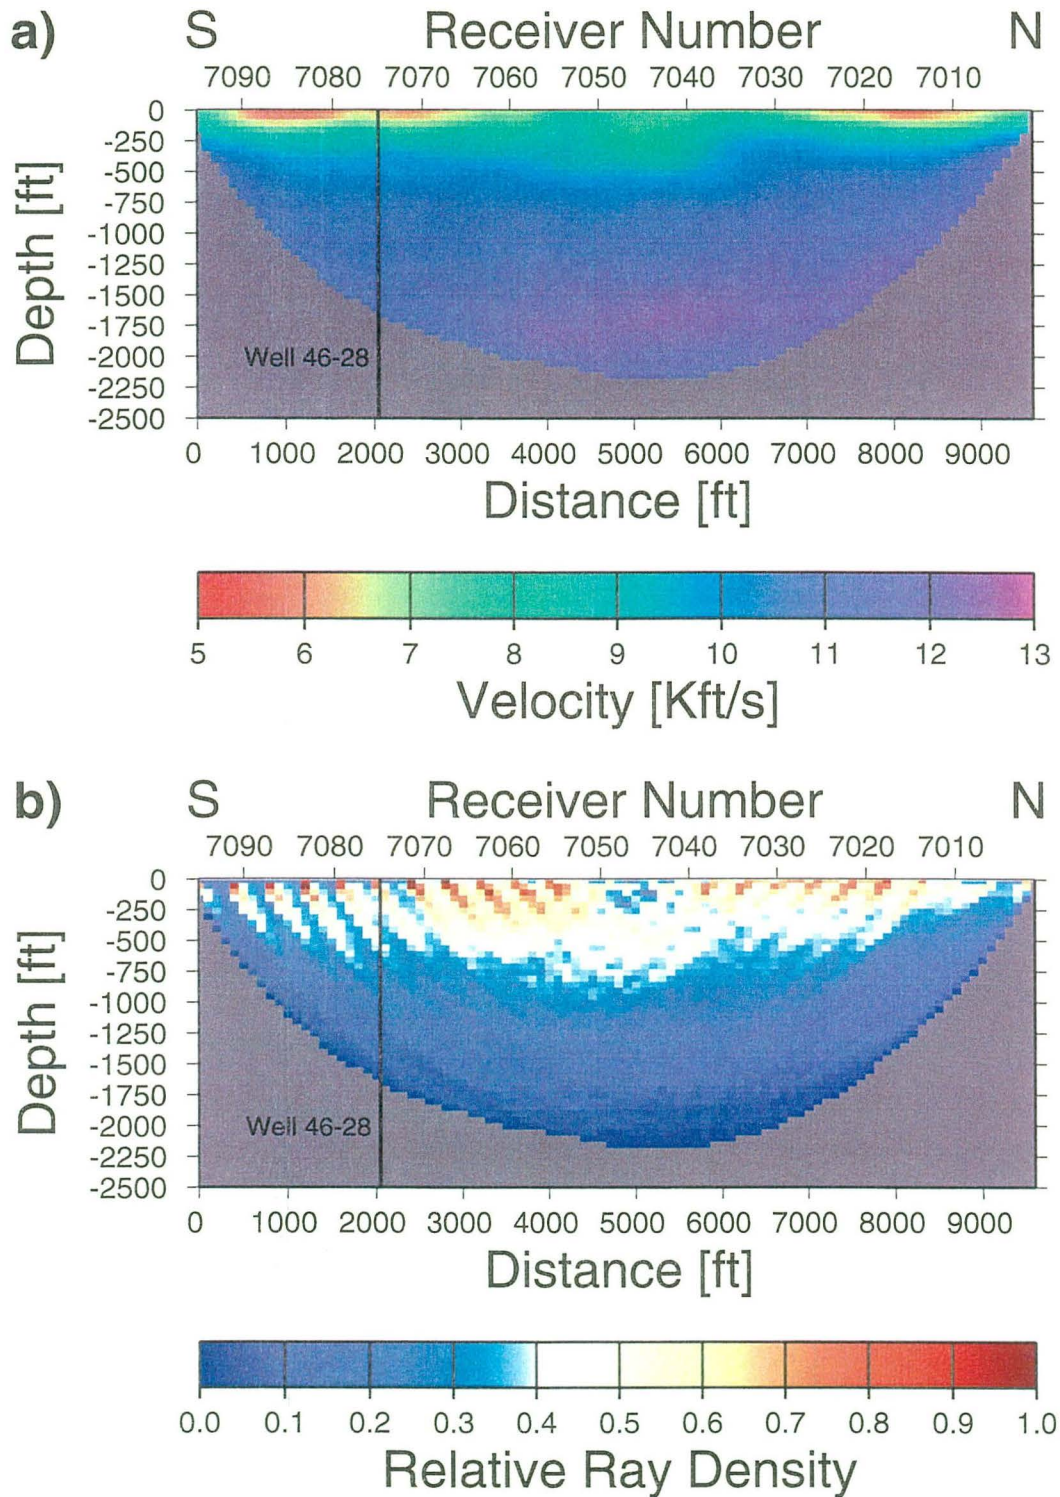 a) S Receiver Number N
7090 7080 7070 7060 7050 7040 7030 7020 7010
0
-250
-500
-750
-1000
-1250
-1500
-1750
-2000
-2250
-2500
Depth [ft]
Well 46-28
0 1000 2000 3000 4000 5000 6000 7000 8000 9000
Distance [ft]
5 6 7 8 9 10 11 12 13
Velocity [Kft/s]
b) S Receiver Number N
7090 7080 7070 7060 7050 7040 7030 7020 7010
0
-250
-500
-750
-1000
-1250
-1500
-1750
-2000
-2250
-2500
Depth [ft]
Well 46-28
0 1000 2000 3000 4000 5000 6000 7000 8000 9000
Distance [ft]
0.0 0.1 0.2 0.3 0.4 0.5 0.6 0.7 0.8 0.9 1.0
Relative Ray Density